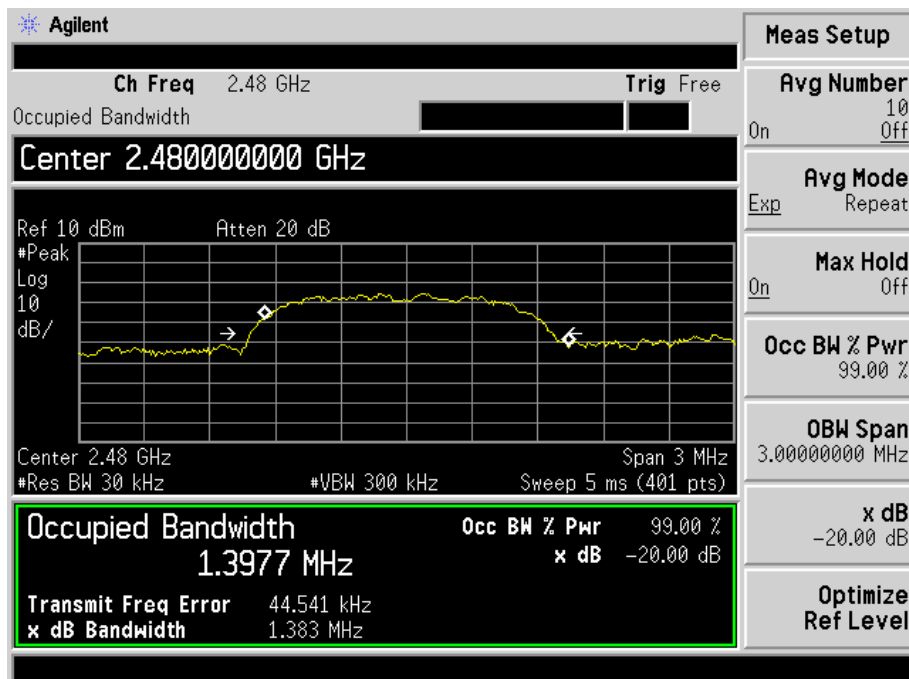 Agilent
Ch Freq 2.48 GHz Trig Free
Occupied Bandwidth
Center 2.480000000 GHz
Ref 10 dBm Atten 20 dB
#Peak
Log
10
dB/
Center 2.48 GHz Span 3 MHz
#Res BW 30 kHz #VBW 300 kHz Sweep 5 ms (401 pts)
Occupied Bandwidth
1.3977 MHz
Occ BW % Pwr 99.00 %
x dB -20.00 dB
Transmit Freq Error 44.541 kHz
x dB Bandwidth 1.383 MHz
Meas Setup
Avg Number
10
On Off
Avg Mode
Exp Repeat
Max Hold
On Off
Occ BW % Pwr
99.00 %
OBW Span
3.00000000 MHz
x dB
-20.00 dB
Optimize
Ref Level